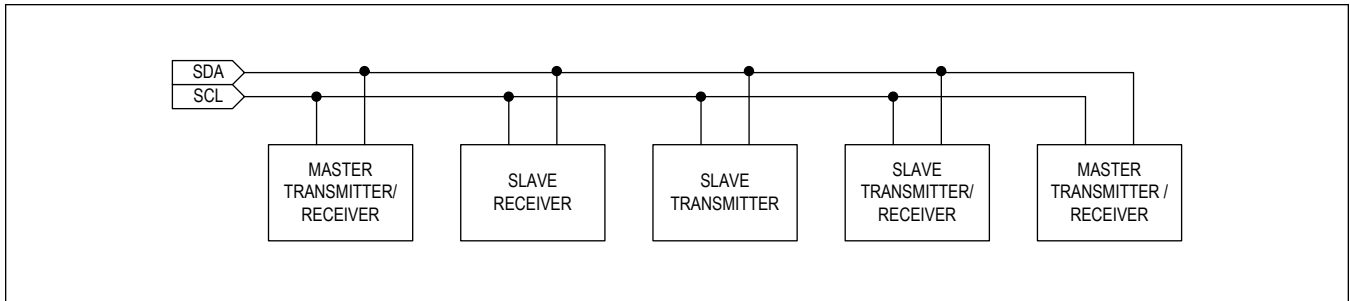 SDA
SCL
MASTER
TRANSMITTER/
RECEIVER
SLAVE
RECEIVER
SLAVE
TRANSMITTER
SLAVE
TRANSMITTER/
RECEIVER
MASTER
TRANSMITTER /
RECEIVER